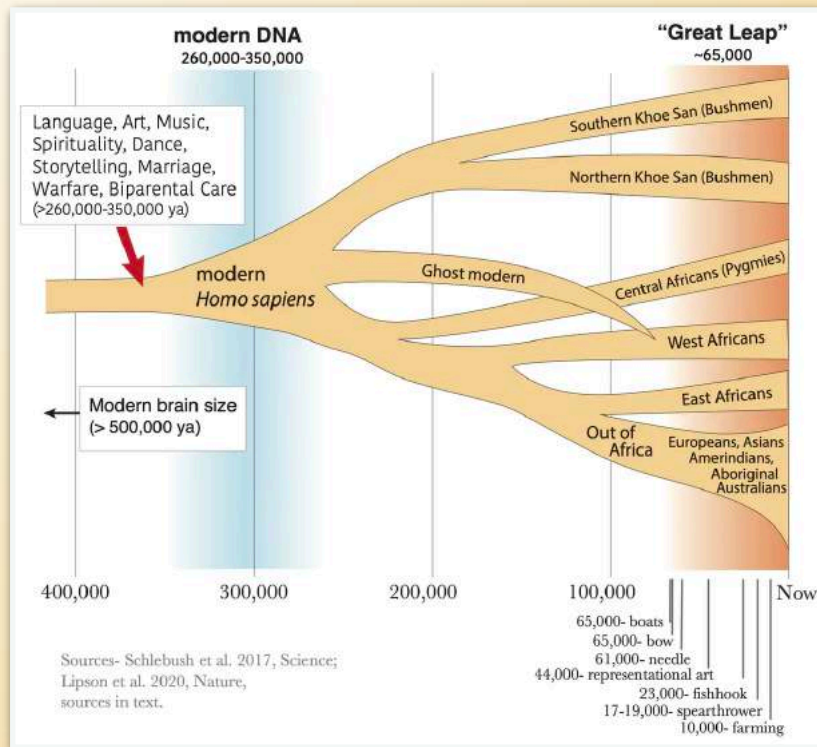 modern DNA
260,000-350,000
“Great Leap”
~65,000
Language, Art, Music,
Spirituality, Dance,
Storytelling, Marriage,
Warfare, Biparental Care
(>260,000-350,000 ya)
Southern Khoe San (Bushmen)
Northern Khoe San (Bushmen)
modern
Homo sapiens
Ghost modern
Central Africans (Pygmies)
West Africans
East Africans
Modern brain size
(> 500,000 ya)
Out of
Africa
Europeans, Asians
Amerindians,
Aboriginal
Australians
400,000
300,000
200,000
100,000
Now
65,000- boats
65,000- bow
61,000- needle
44,000- representational art
23,000- fishhook
17-19,000- spearthrower
10,000- farming
Sources- Schlebush et al. 2017, Science;
Lipson et al. 2020, Nature,
sources in text.